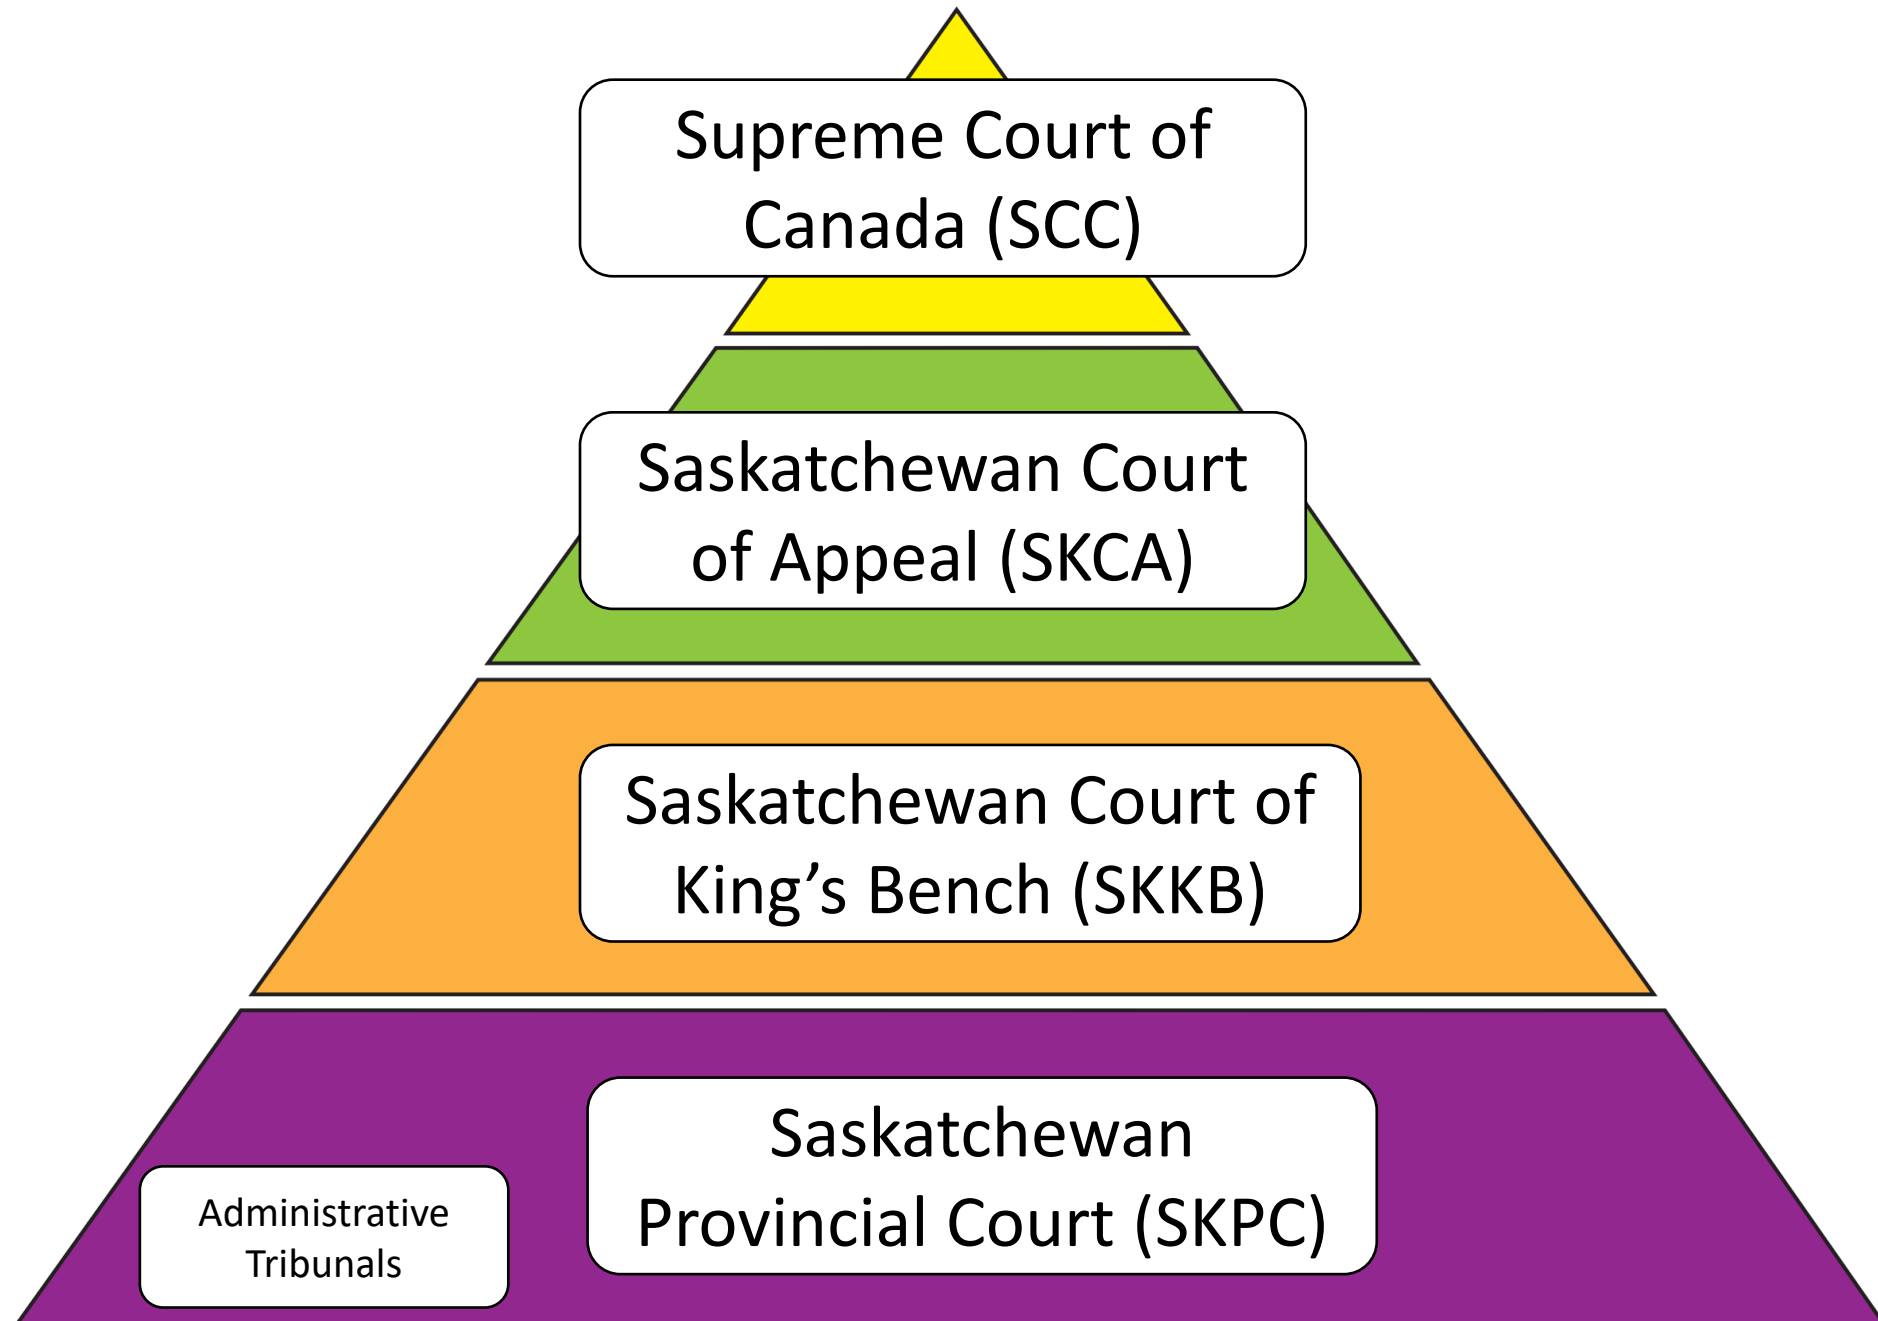 Supreme Court of
Canada (SCC)
Saskatchewan Court
of Appeal (SKCA)
Saskatchewan Court of
King’s Bench (SKKB)
Saskatchewan
Provincial Court (SKPC)
Administrative
Tribunals